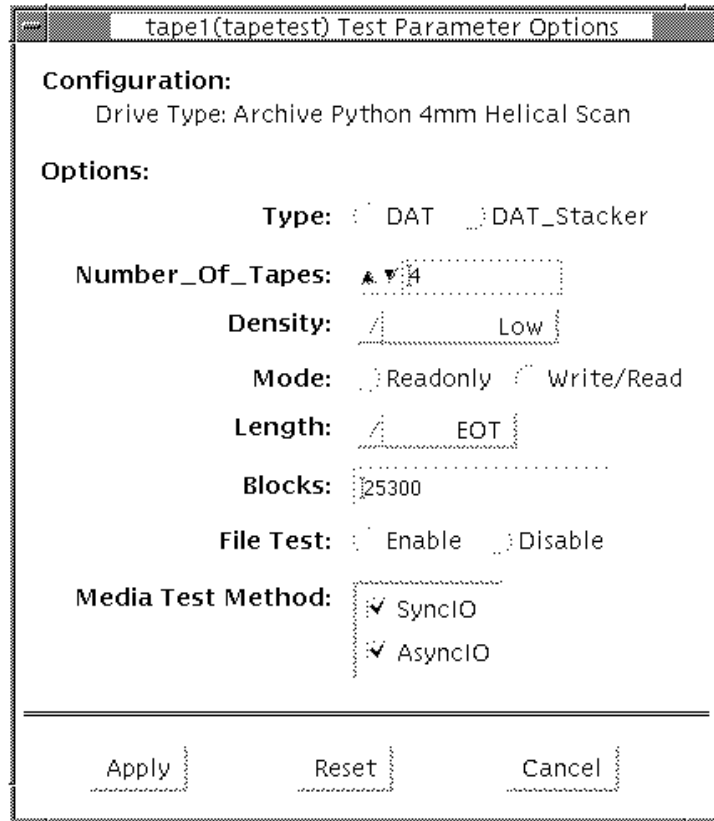 tape1(tapetest) Test Parameter Options
Configuration:
Drive Type: Archive Python 4mm Helical Scan
Options:
Type: DAT DAT_Stacker
Number_Of_Tapes: 4
Density: Low
Mode: Readonly Write/Read
Length: EOT
Blocks: 25300
File Test: Enable Disable
Media Test Method: SyncIO
AsyncIO
Apply Reset Cancel